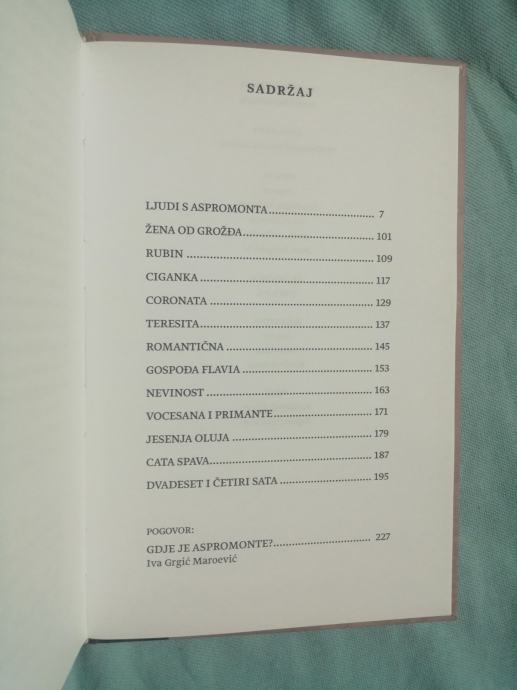 SADRŽAJ
LJUDI S ASPROMONTA................................ 7
ŽENA OD GROŽĐA....................................... 101
RUBIN ......................................................... 109
CIGANKA .................................................... 117
CORONATA ................................................. 129
TERESITA..................................................... 137
ROMANTIČNA ............................................ 145
GOSPOĐA FLAVIA ....................................... 153
NEVINOST .................................................. 163
VOCESANA I PRIMANTE............................. 171
JESENJA OLUJA .......................................... 179
CATA SPAVA................................................. 187
DVADESET I ČETIRI SATA ........................... 195
POGOVOR:
GDJE JE ASPROMONTE?............................. 227
Iva Grgić Maroević